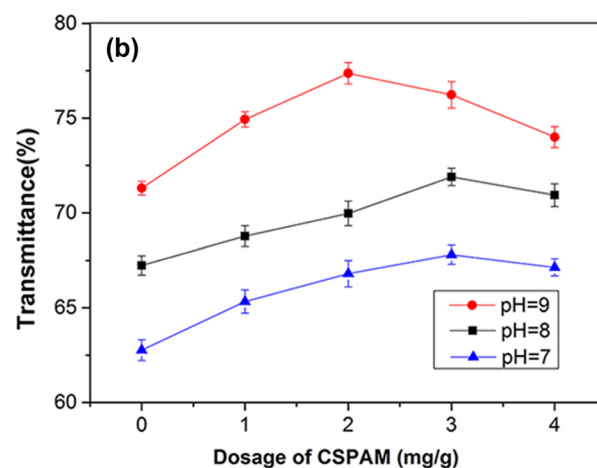 (b)
Transmittance(%)
80
75
70
65
60
pH=9
pH=8
pH=7
0 1 2 3 4
Dosage of CSPAM (mg/g)